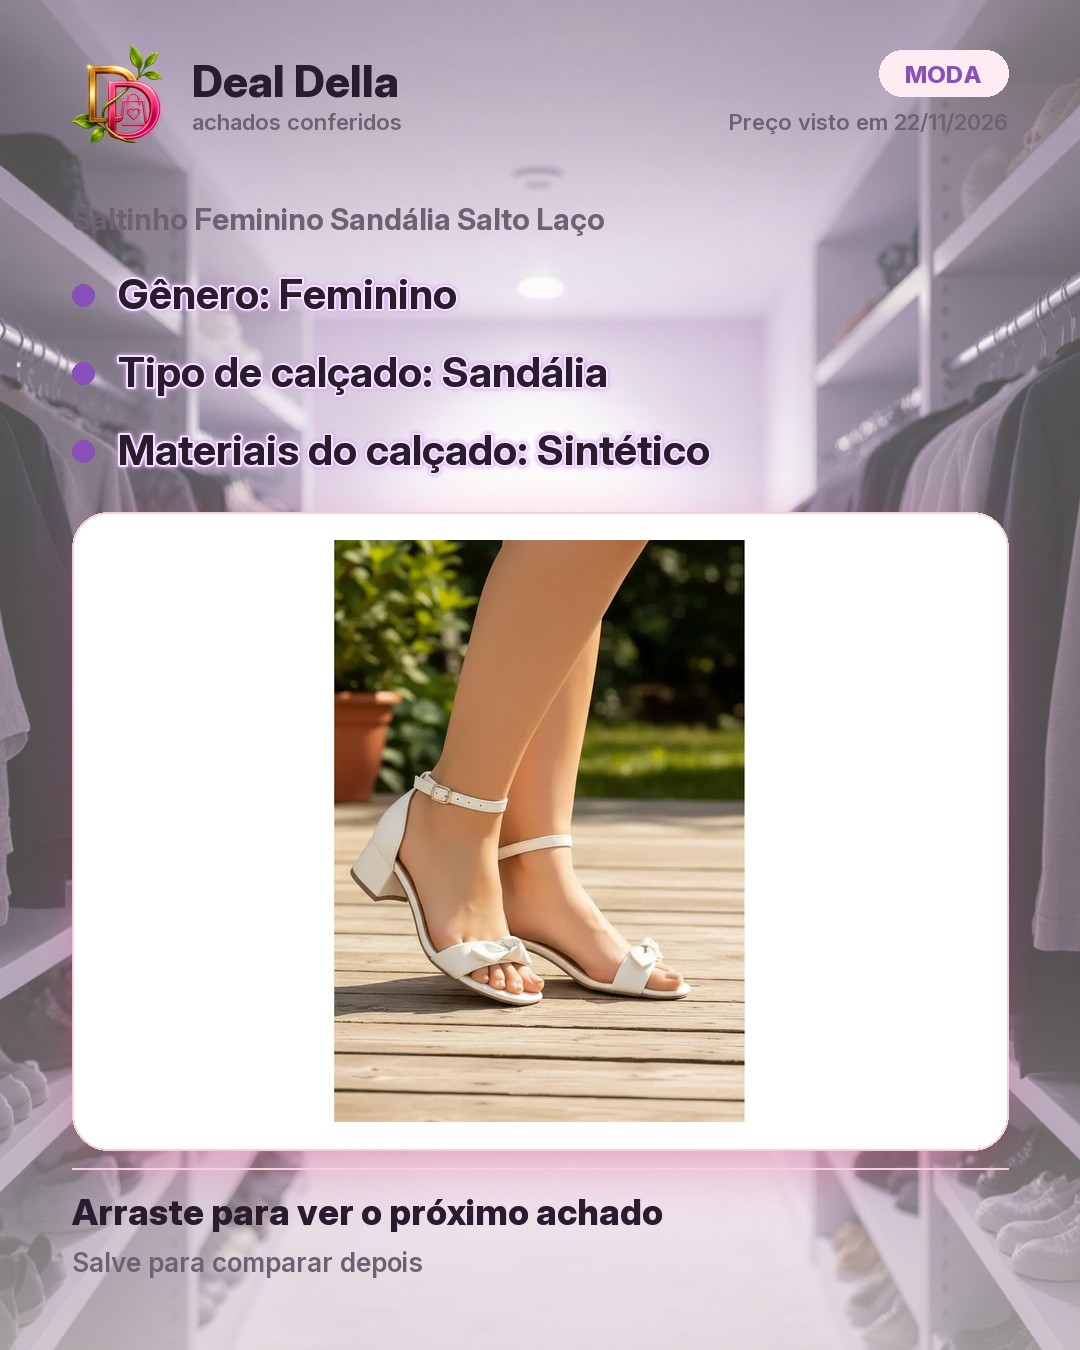 Deal Della
achados conferidos
MODA
Preço visto em 22/11/2026
Saltinho Feminino Sandália Salto Laço
Gênero: Feminino
Tipo de calçado: Sandália
Materiais do calçado: Sintético
Arraste para ver o próximo achado
Salve para comparar depois